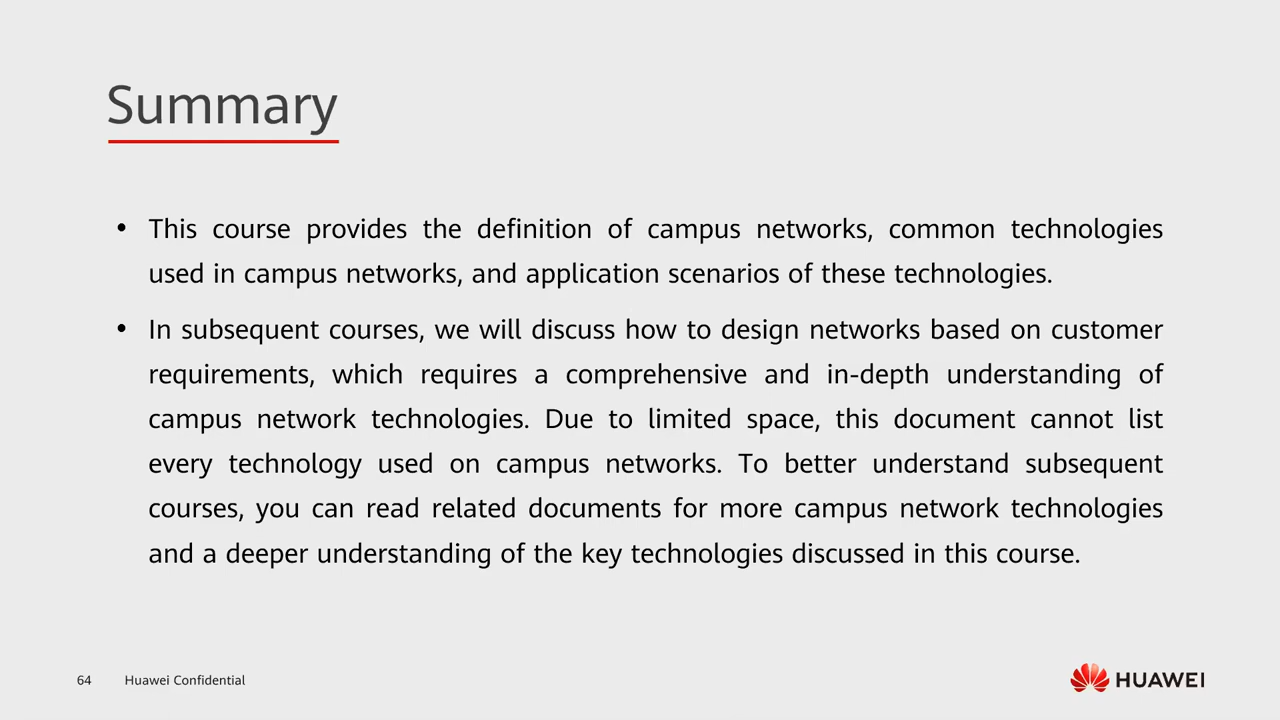 Summary
• This course provides the definition of campus networks, common technologies
used in campus networks, and application scenarios of these technologies.
• In subsequent courses, we will discuss how to design networks based on customer
requirements, which requires a comprehensive and in-depth understanding of
campus network technologies. Due to limited space, this document cannot list
every technology used on campus networks. To better understand subsequent
courses, you can read related documents for more campus network technologies
and a deeper understanding of the key technologies discussed in this course.
64 Huawei Confidential
HUAWEI